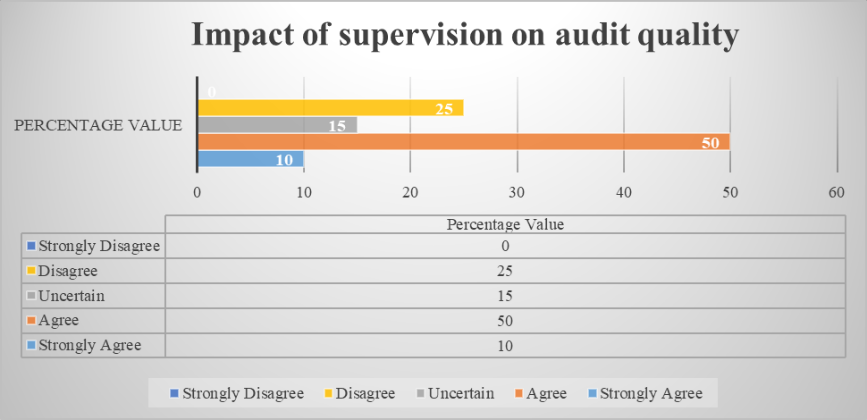 Impact of supervision on audit quality
0
25
PERCENTAGE VALUE
15
50
10
0 10 20 30 40 50 60
Percentage Value
Strongly Disagree 0
Disagree 25
Uncertain 15
Agree 50
Strongly Agree 10
Strongly Disagree Disagree Uncertain Agree Strongly Agree